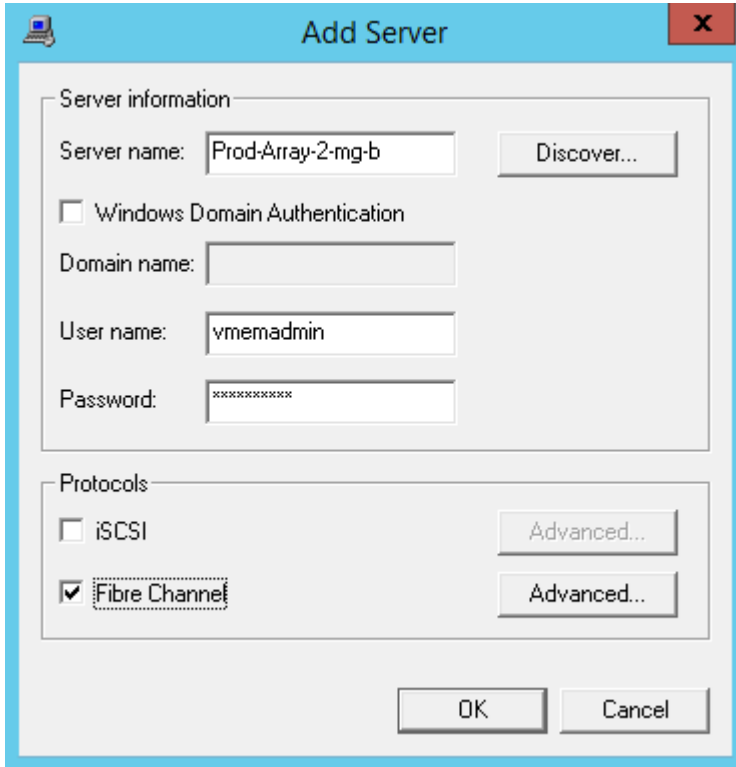 Add Server
x
Server information
Server name: Prod-Array-2-mg-b Discover...
Windows Domain Authentication
Domain name:
User name: vmemadmin
Password: **********
Protocols
iSCSI Advanced...
Fibre Channel Advanced...
OK Cancel